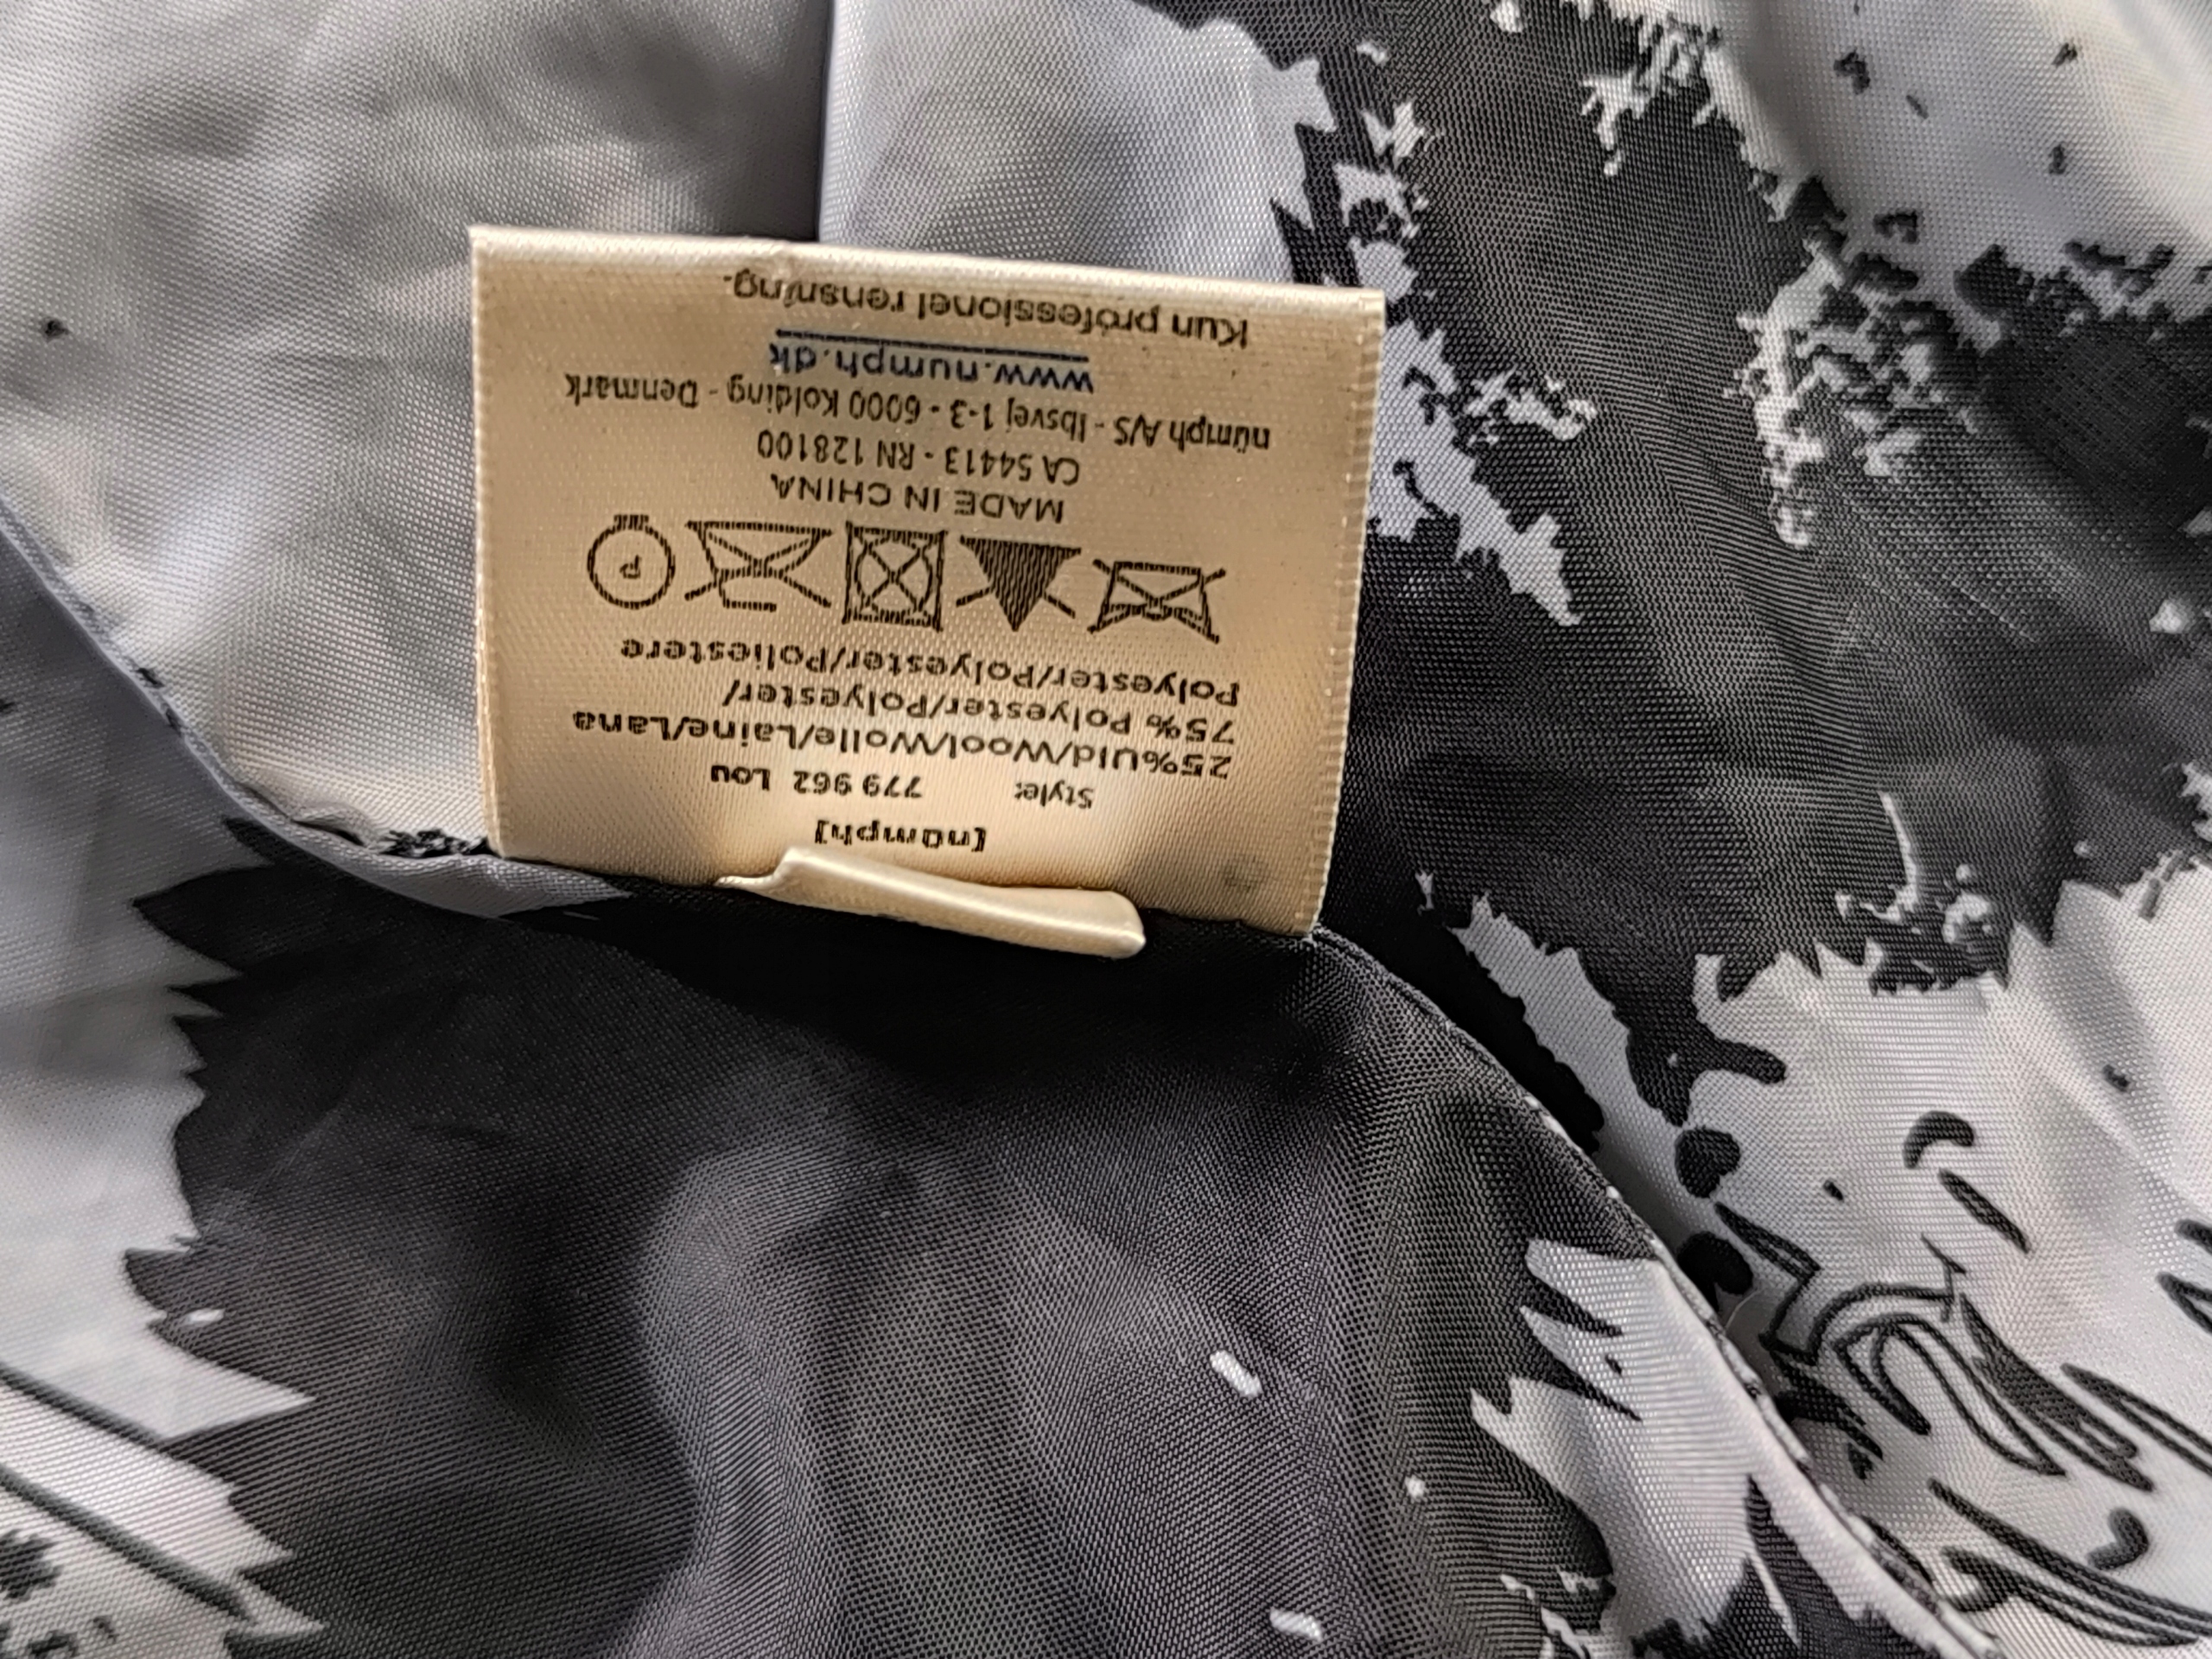 [nümph]
Style: 779 962 Lou
25%Uld/Wool/Wolle/Laine/Lana
75% Polyester/Polyester/
Polyester/Polyester/Poliestere
P
MADE IN CHINA
CA 54413 - RN 128100
nümph A/S - Ibsvej 1-3 - 6000 Kolding - Denmark
www.numph.dk
Kun professionel rensning.